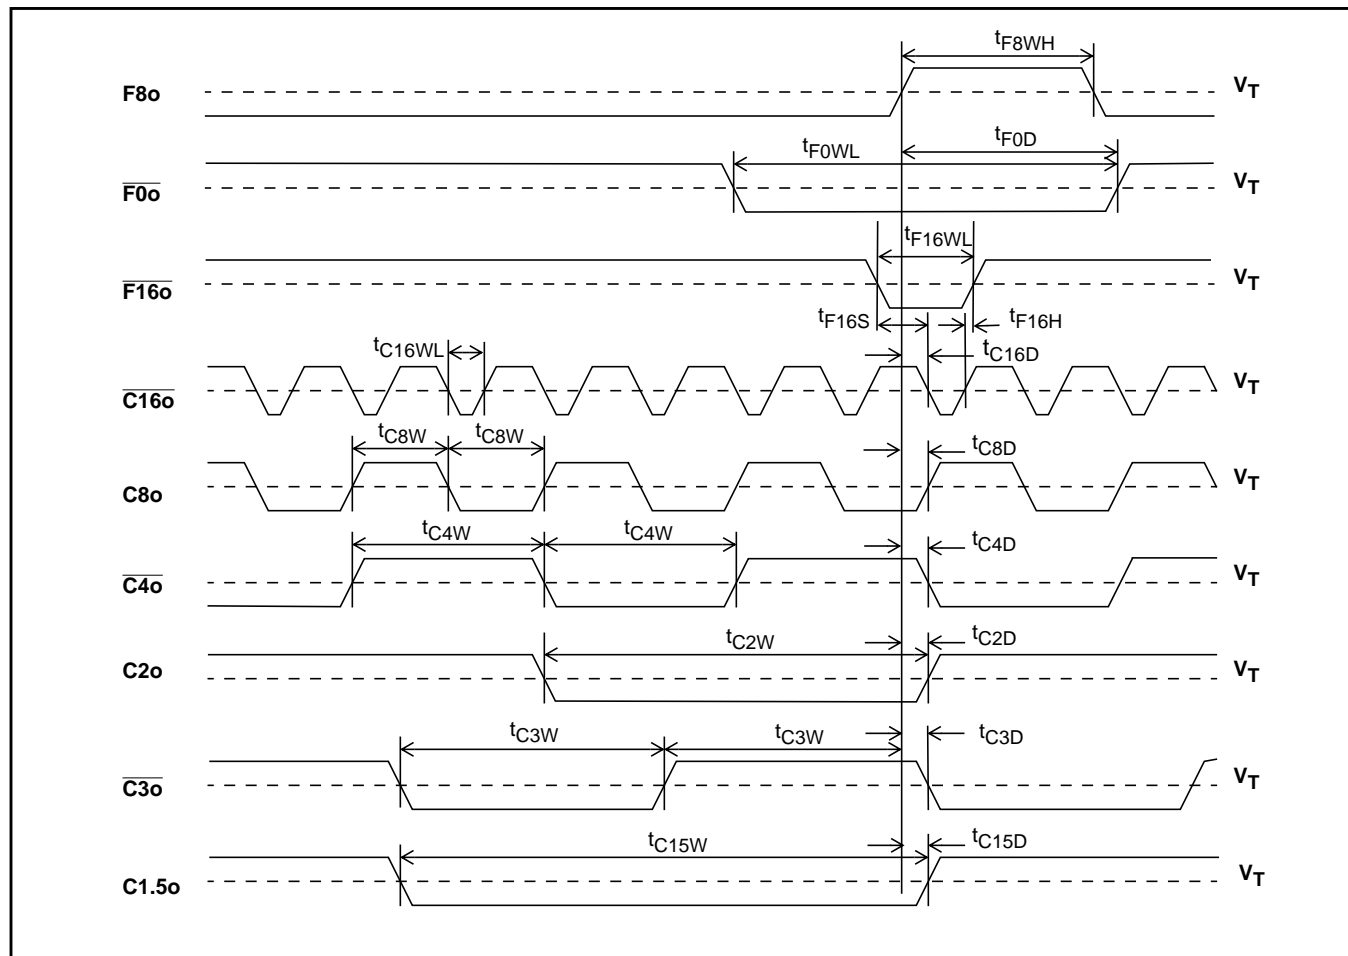 tF8WH
F8o VT
tF0WL tF0D
F0o VT
tF16WL
F16o VT
tF16S tF16H
tC16WL tC16D
C16o VT
tC8W tC8W tC8D
C8o VT
tC4W tC4W tC4D
C4o VT
tC2W tC2D
C2o VT
tC3W tC3W tC3D
C3o VT
tC15W tC15D
C1.5o VT